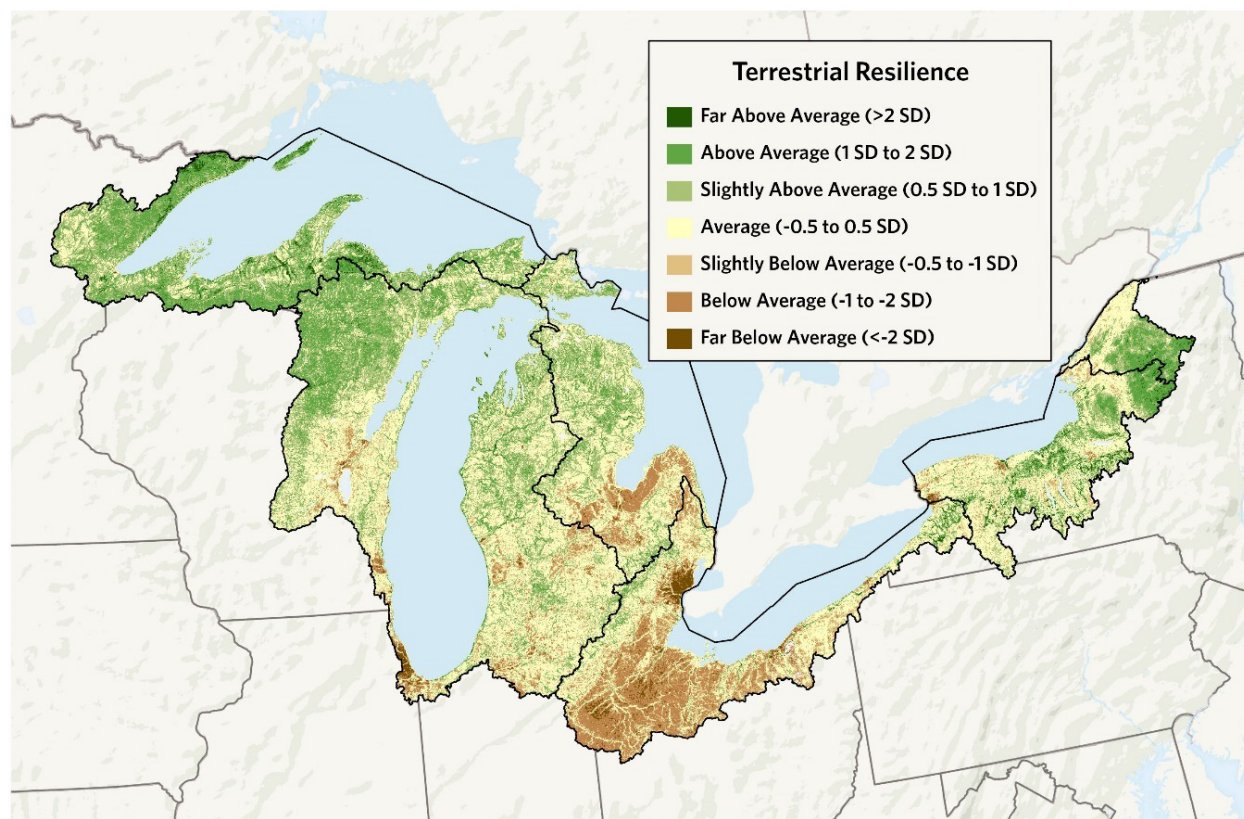 Terrestrial Resilience
Far Above Average (>2 SD)
Above Average (1 SD to 2 SD)
Slightly Above Average (0.5 SD to 1 SD)
Average (-0.5 to 0.5 SD)
Slightly Below Average (-0.5 to -1 SD)
Below Average (-1 to -2 SD)
Far Below Average (<-2 SD)